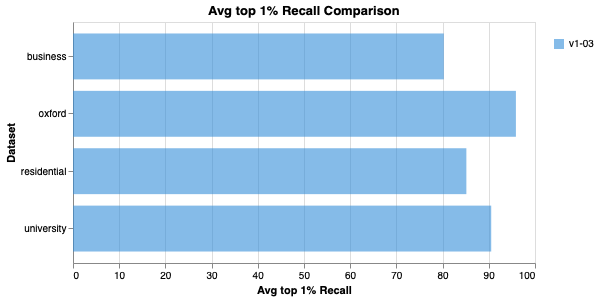 Avg top 1% Recall Comparison
v1-03
business
oxford
residential
university
Dataset
0 10 20 30 40 50 60 70 80 90 100
Avg top 1% Recall